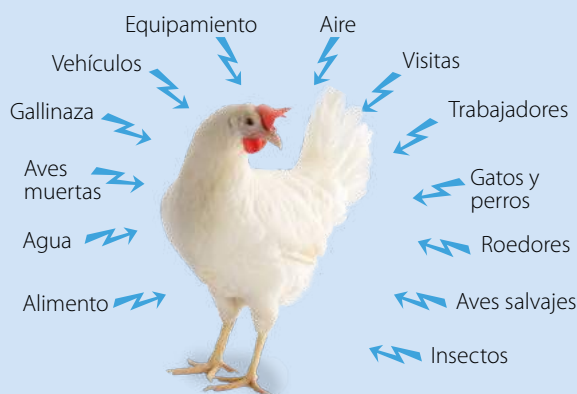 Equipamiento
Aire
Vehículos
Visitas
Gallinaza
Trabajadores
Aves
muertas
Gatos y
perros
Agua
Roedores
Alimento
Aves salvajes
Insectos